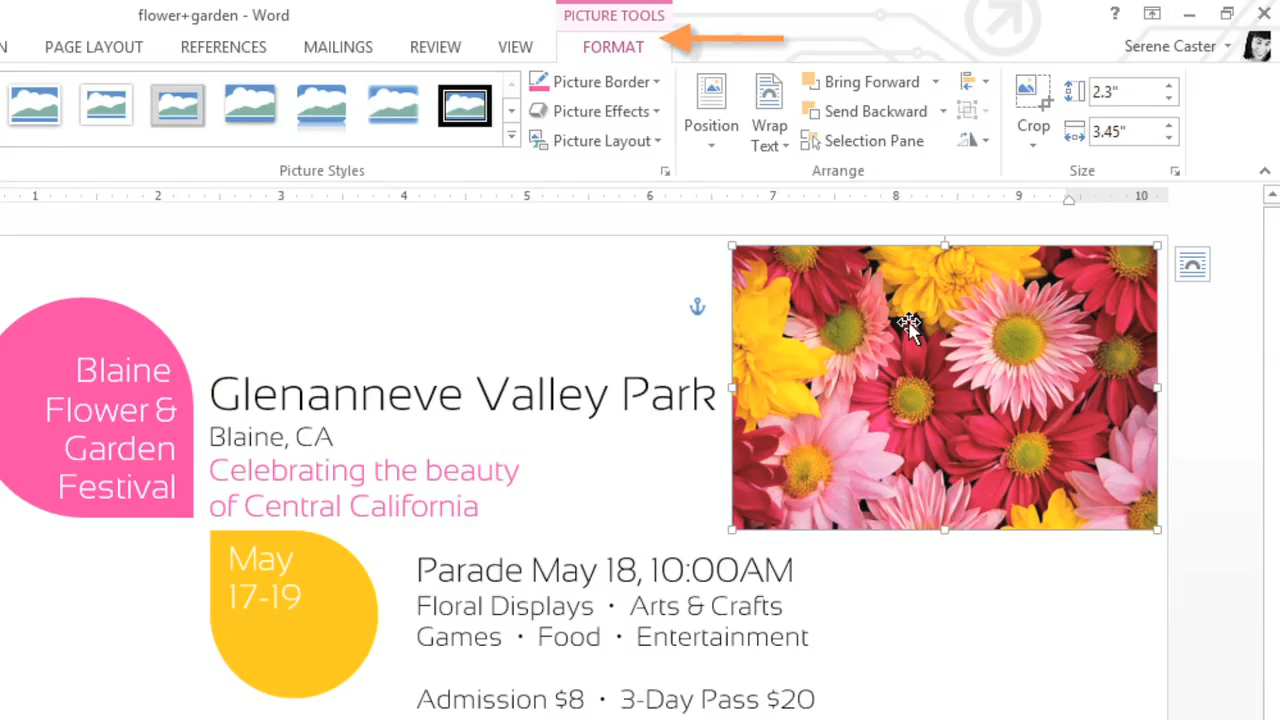 flower+garden - Word
PICTURE TOOLS
?
PAGE LAYOUT REFERENCES MAILINGS REVIEW VIEW FORMAT
Serene Caster
Picture Border
Picture Effects
Picture Layout
Picture Styles
Position
Wrap
Text
Bring Forward
Send Backward
Selection Pane
Arrange
Crop
2.3"
3.45"
Size
1 2 3 4 5 6 7 8 9 10
Blaine
Flower &
Garden
Festival
Glenanneve Valley Park
Blaine, CA
Celebrating the beauty
of Central California
May
17-19
Parade May 18, 10:00AM
Floral Displays • Arts & Crafts
Games • Food • Entertainment
Admission $8 • 3-Day Pass $20